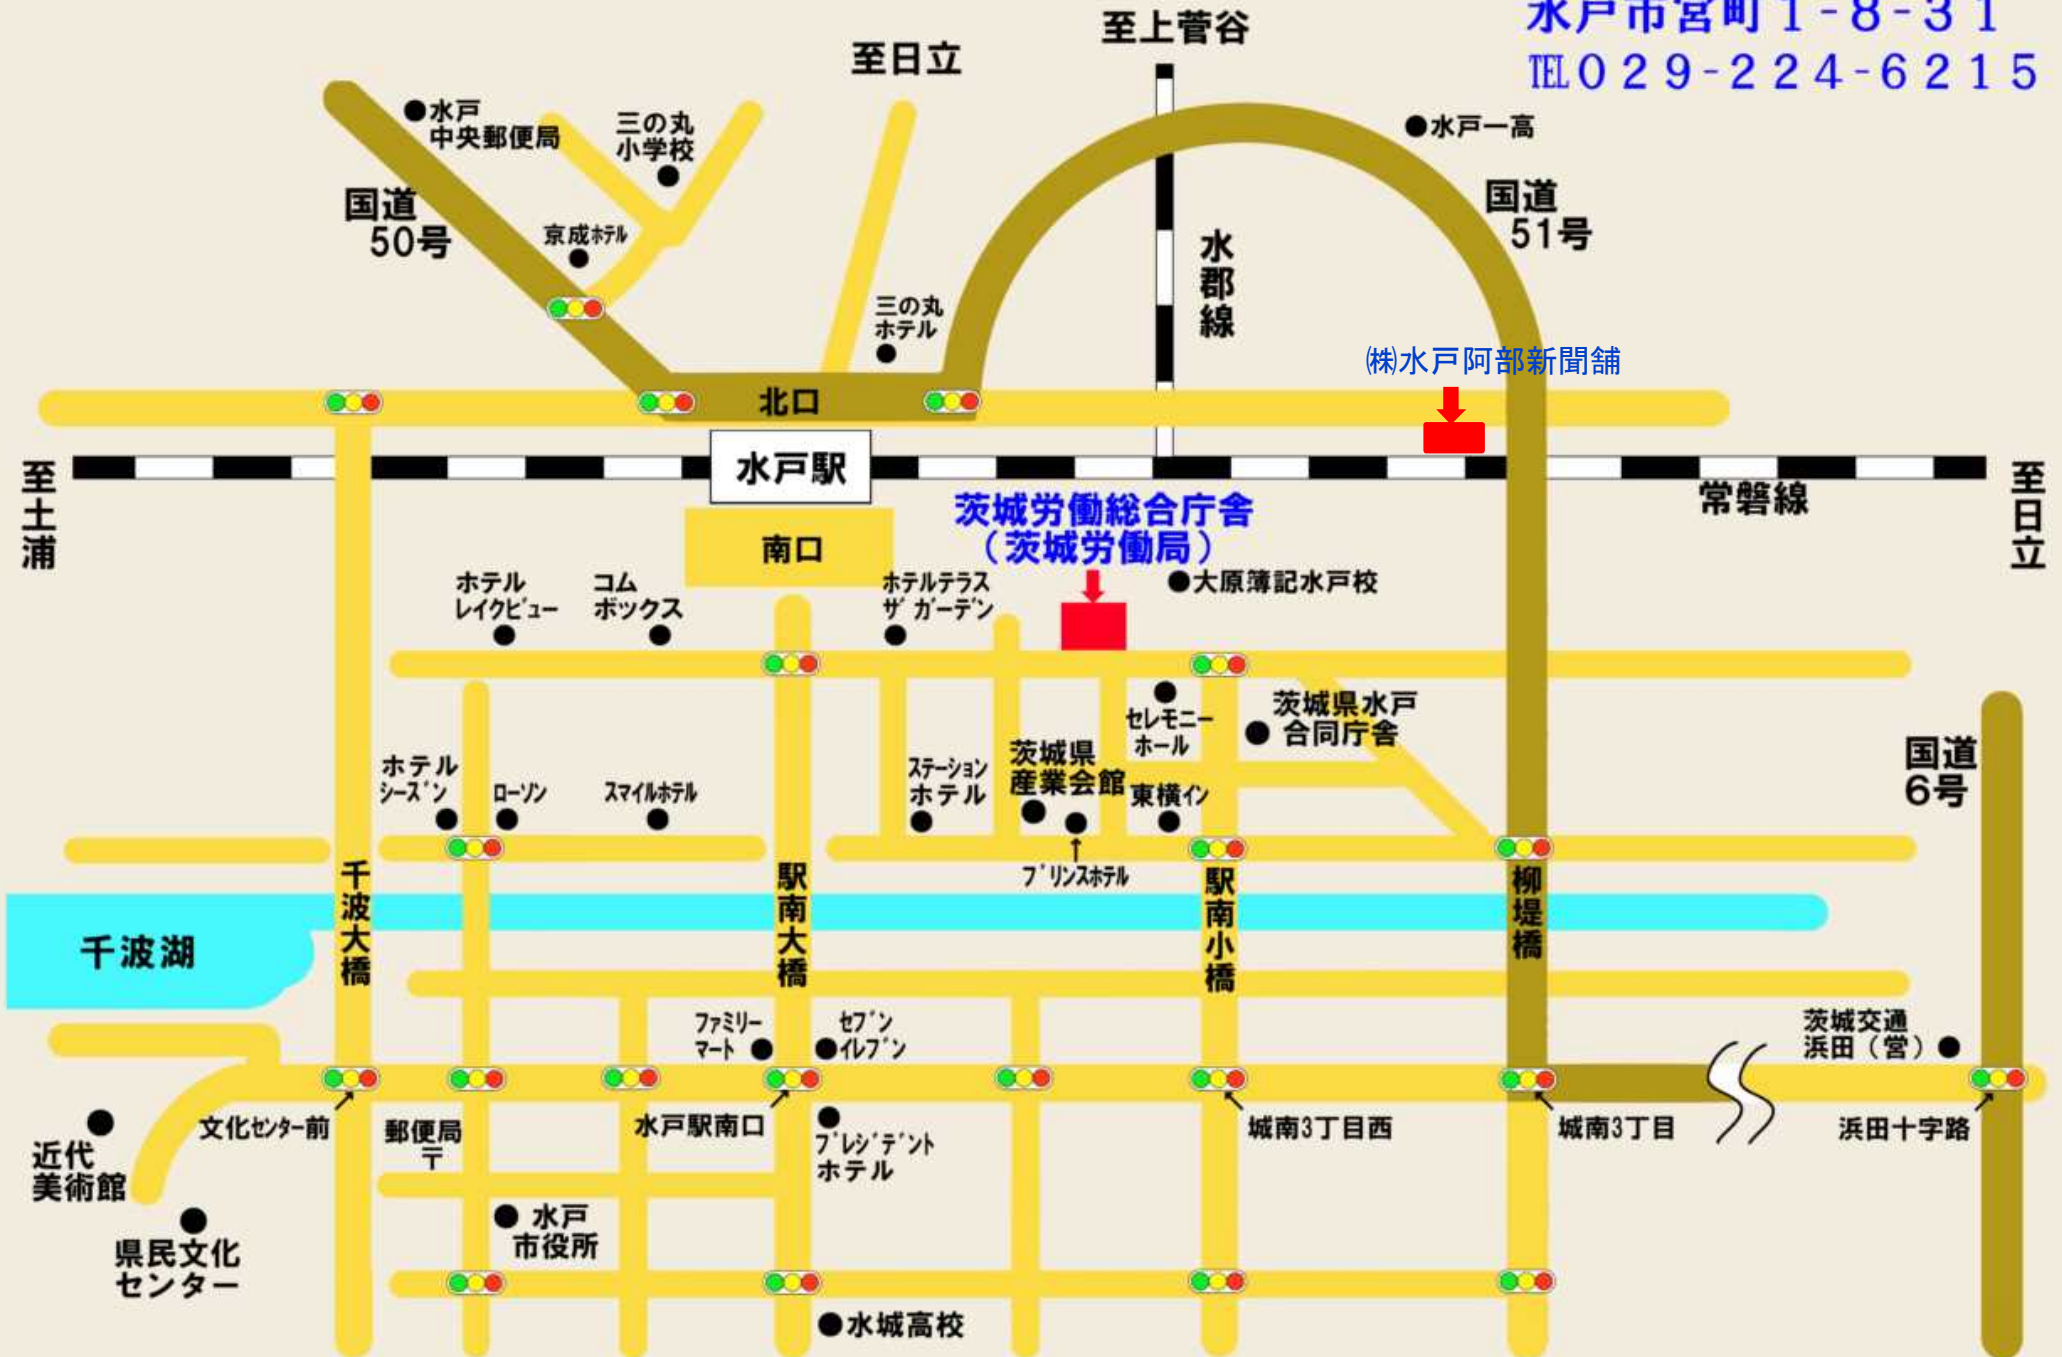 水戸市宮町1-8-31
℡029-224-6215
至上菅谷
至日立
水戸
中央郵便局
三の丸
小学校
水戸一高
国道
50号
京成ホテル
国道
51号
水郡線
三の丸
ホテル
㈱水戸阿部新聞舗
北口
水戸駅
至土浦
常磐線
至日立
南口
茨城労働総合庁舎
(茨城労働局)
大原簿記水戸校
ホテル
レイクビュー
コム
ボックス
ホテルテラス
ザ ガーデン
セレモニー
ホール
茨城県水戸
合同庁舎
国道
6号
ホテル
シーズン
ローソン
スマイルホテル
ステーション
ホテル
茨城県
産業会館
東横イン
プリンスホテル
千波大橋
駅南大橋
駅南小橋
柳堤橋
千波湖
ファミリー
マート
セブン
イレブン
茨城交通
浜田(営)
文化センター前
郵便局
〒
水戸駅南口
プレジデント
ホテル
城南3丁目西
城南3丁目
浜田十字路
近代
美術館
県民文化
センター
水戸
市役所
水城高校